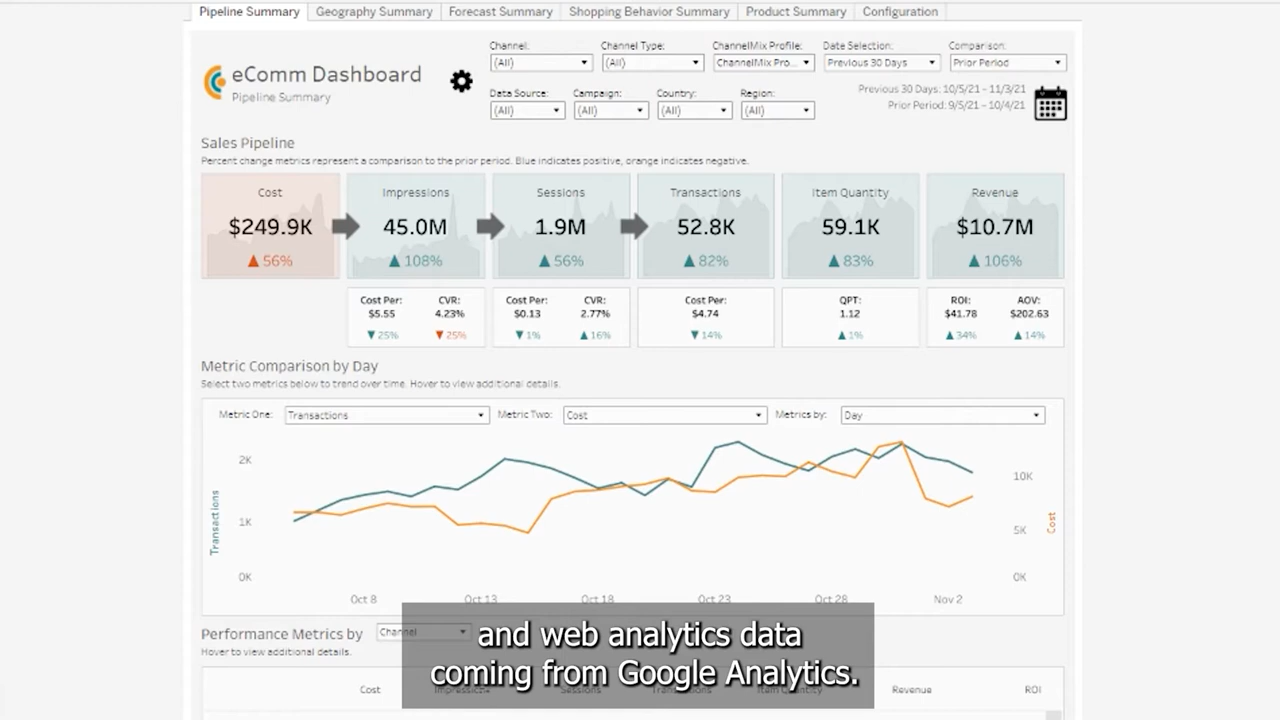 Pipeline Summary Geography Summary Forecast Summary Shopping Behavior Summary Product Summary Configuration
eComm Dashboard
Pipeline Summary
Channel: Channel Type: ChannelMix Profile: Date Selection: Comparison:
(All) (All) ChannelMix Pro... Previous 30 Days Prior Period
Data Source: Campaign: Country: Region:
(All) (All) (All) (All)
Previous 30 Days: 10/5/21 - 11/3/21
Prior Period: 9/5/21 - 10/4/21
Sales Pipeline
Percent change metrics represent a comparison to the prior period. Blue indicates positive, orange indicates negative.
Cost Impressions Sessions Transactions Item Quantity Revenue
$249.9K 45.0M 1.9M 52.8K 59.1K $10.7M
▲56% ▲108% ▲56% ▲82% ▲83% ▲106%
Cost Per: CVR: Cost Per: CVR: Cost Per: QPT: ROI: AOV:
$5.55 4.23% $0.13 2.77% $4.74 1.12 $41.78 $202.63
▼25% ▼25% ▼1% ▲16% ▼14% ▲1% ▲34% ▲14%
Metric Comparison by Day
Select two metrics below to trend over time. Hover to view additional details.
Metric One: Transactions Metric Two: Cost Metrics by: Day
2K
1K
0K
Transactions
10K
5K
0K
Cost
Oct 8 Oct 13 Oct 18 Oct 23 Oct 28 Nov 2
Performance Metrics by Channel
Hover to view additional details.
Cost Impressions Sessions Transactions Item Quantity Revenue ROI
and web analytics data
coming from Google Analytics.